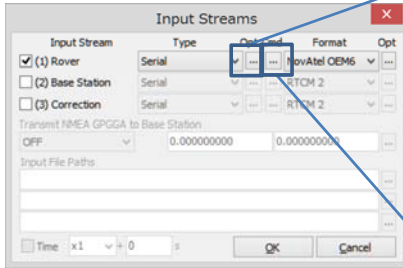 Input Streams
Input Stream Type Opt Cmd Format Opt
(1) Rover Serial ... ... NovAtel OEM6 ...
(2) Base Station Serial ... ... RTCM 2 ...
(3) Correction Serial ... ... RTCM 2 ...
Transmit NMEA GPGGA to Base Station
OFF 0.000000000 0.000000000 ...
Input File Paths
...
...
...
Time x1 + 0 s OK Cancel